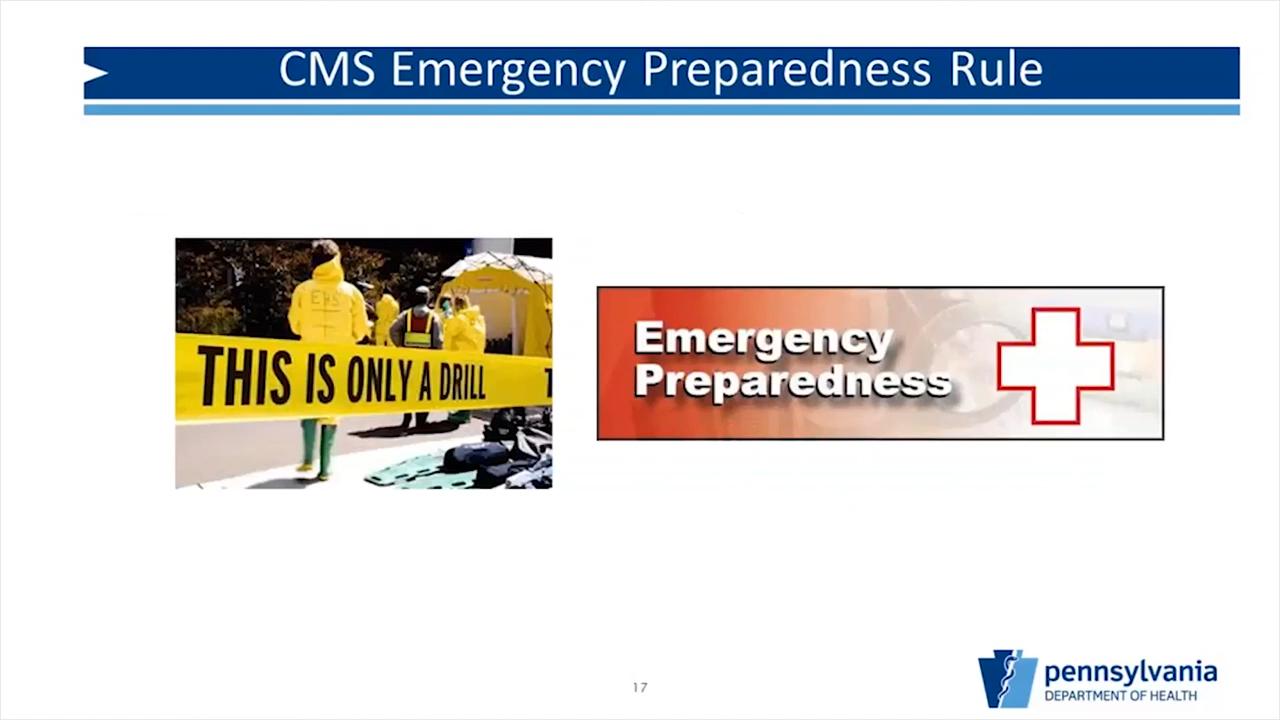 CMS Emergency Preparedness Rule
THIS IS ONLY A DRILL
Emergency
Preparedness
17
pennsylvania
DEPARTMENT OF HEALTH